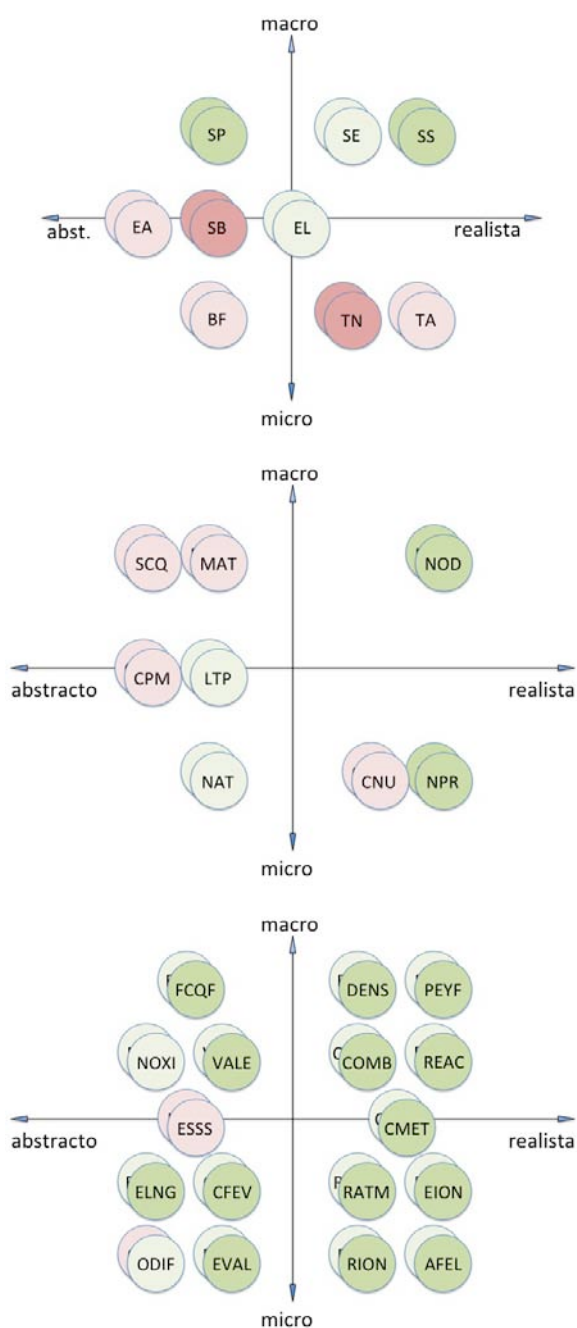 macro
SP SE SS
EA SB EL
abst. realista
BF TN TA
micro
macro
SCQ MAT NOD
CPM LTP
abstracto realista
NAT CNU NPR
micro
macro
FCQF DENS PEYF
NOXI VALE COMB REAC
ESSS CMET
abstracto realista
ELNG CFEV RATM EION
ODIF EVAL RION AFEL
micro